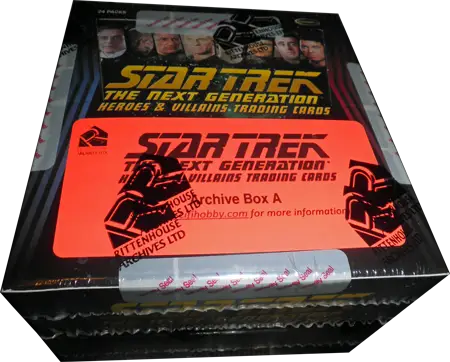 24 PACKS
STAR TREK
THE NEXT GENERATION
HEROES & VILLAINS TRADING CARDS
STAR TREK
THE NEXT GENERATION
HEROES & VILLAINS TRADING CARDS
Archive Box A
ifihobby.com for more information
RITTENHOUSE
ARCHIVES LTD
RITTENHOUSE
ARCHIVES LTD